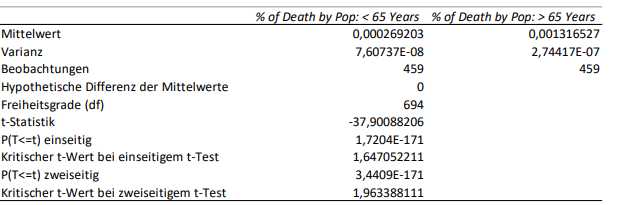 % of Death by Pop: < 65 Years % of Death by Pop: > 65 Years
Mittelwert 0,000269203 0,001316527
Varianz 7,60737E-08 2,74417E-07
Beobachtungen 459 459
Hypothetische Differenz der Mittelwerte 0
Freiheitsgrade (df) 694
t-Statistik -37,90088206
P(T<=t) einseitig 1,7204E-171
Kritischer t-Wert bei einseitigem t-Test 1,647052211
P(T<=t) zweiseitig 3,4409E-171
Kritischer t-Wert bei zweiseitigem t-Test 1,963388111